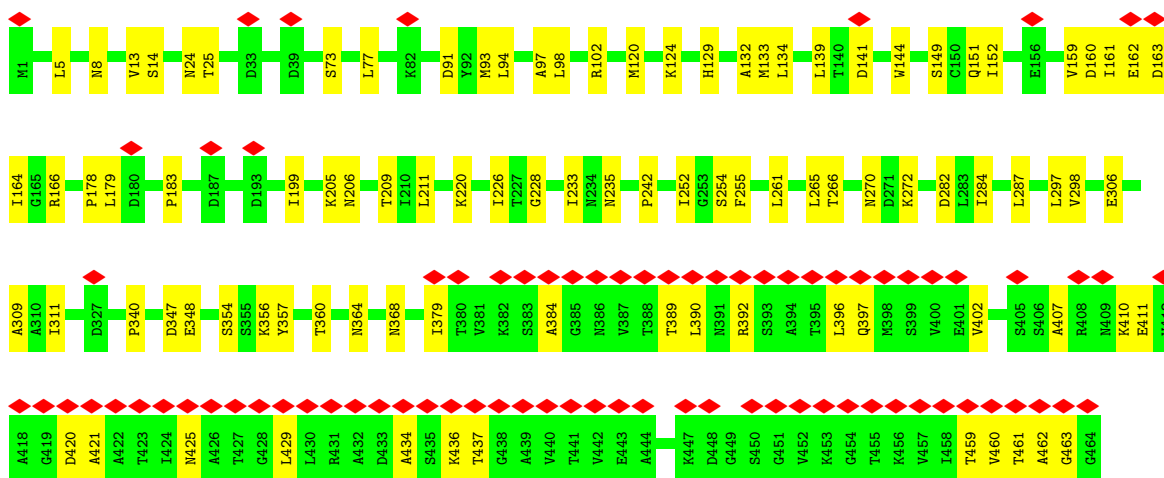 M1 L5 N8 V13 S14 N24 T25 D33 D39 S73 L77 K82 D91 Y92 M93 L94 A97 L98 R102 M120 K124 H129 A132 M133 L134 L139 T140 D141 W144 S149 C150 Q151 I152 E156 V159 D160 I161 E162 D163
I164 G165 R166 P178 L179 D180 P183 D187 D193 I199 K205 N206 T209 I210 L211 K220 I226 T227 G228 I233 N234 N235 P242 I252 G253 S254 F255 L261 L265 T266 N270 D271 K272 D282 L283 I284 L287 L297 V298 E306
A309 A310 I311 D327 P340 D347 E348 S354 S355 K356 Y357 T360 N364 N368 I379 T380 V381 K382 S383 A384 G385 N386 V387 T388 T389 L390 N391 R392 S393 A394 T395 L396 Q397 M398 S399 V400 E401 V402 S405 S406 A407 R408 N409 K410 E411
A418 G419 D420 A421 A422 T423 I424 N425 A426 T427 G428 L429 L430 R431 A432 D433 A434 S435 K436 T437 G438 A439 V440 T441 V442 E443 A444 K447 D448 G449 S450 G451 V452 K453 G454 T455 K456 V457 I458 T459 V460 T461 A462 G463 G464